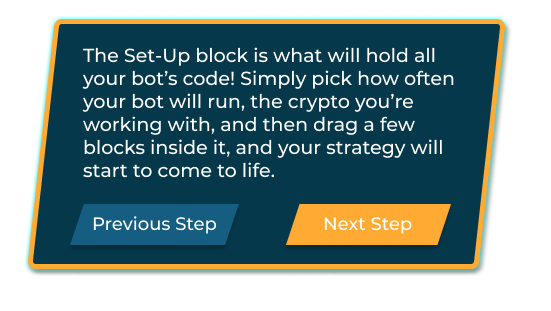 The Set-Up block is what will hold all
your bot’s code! Simply pick how often
your bot will run, the crypto you’re
working with, and then drag a few
blocks inside it, and your strategy will
start to come to life.
Previous Step
Next Step